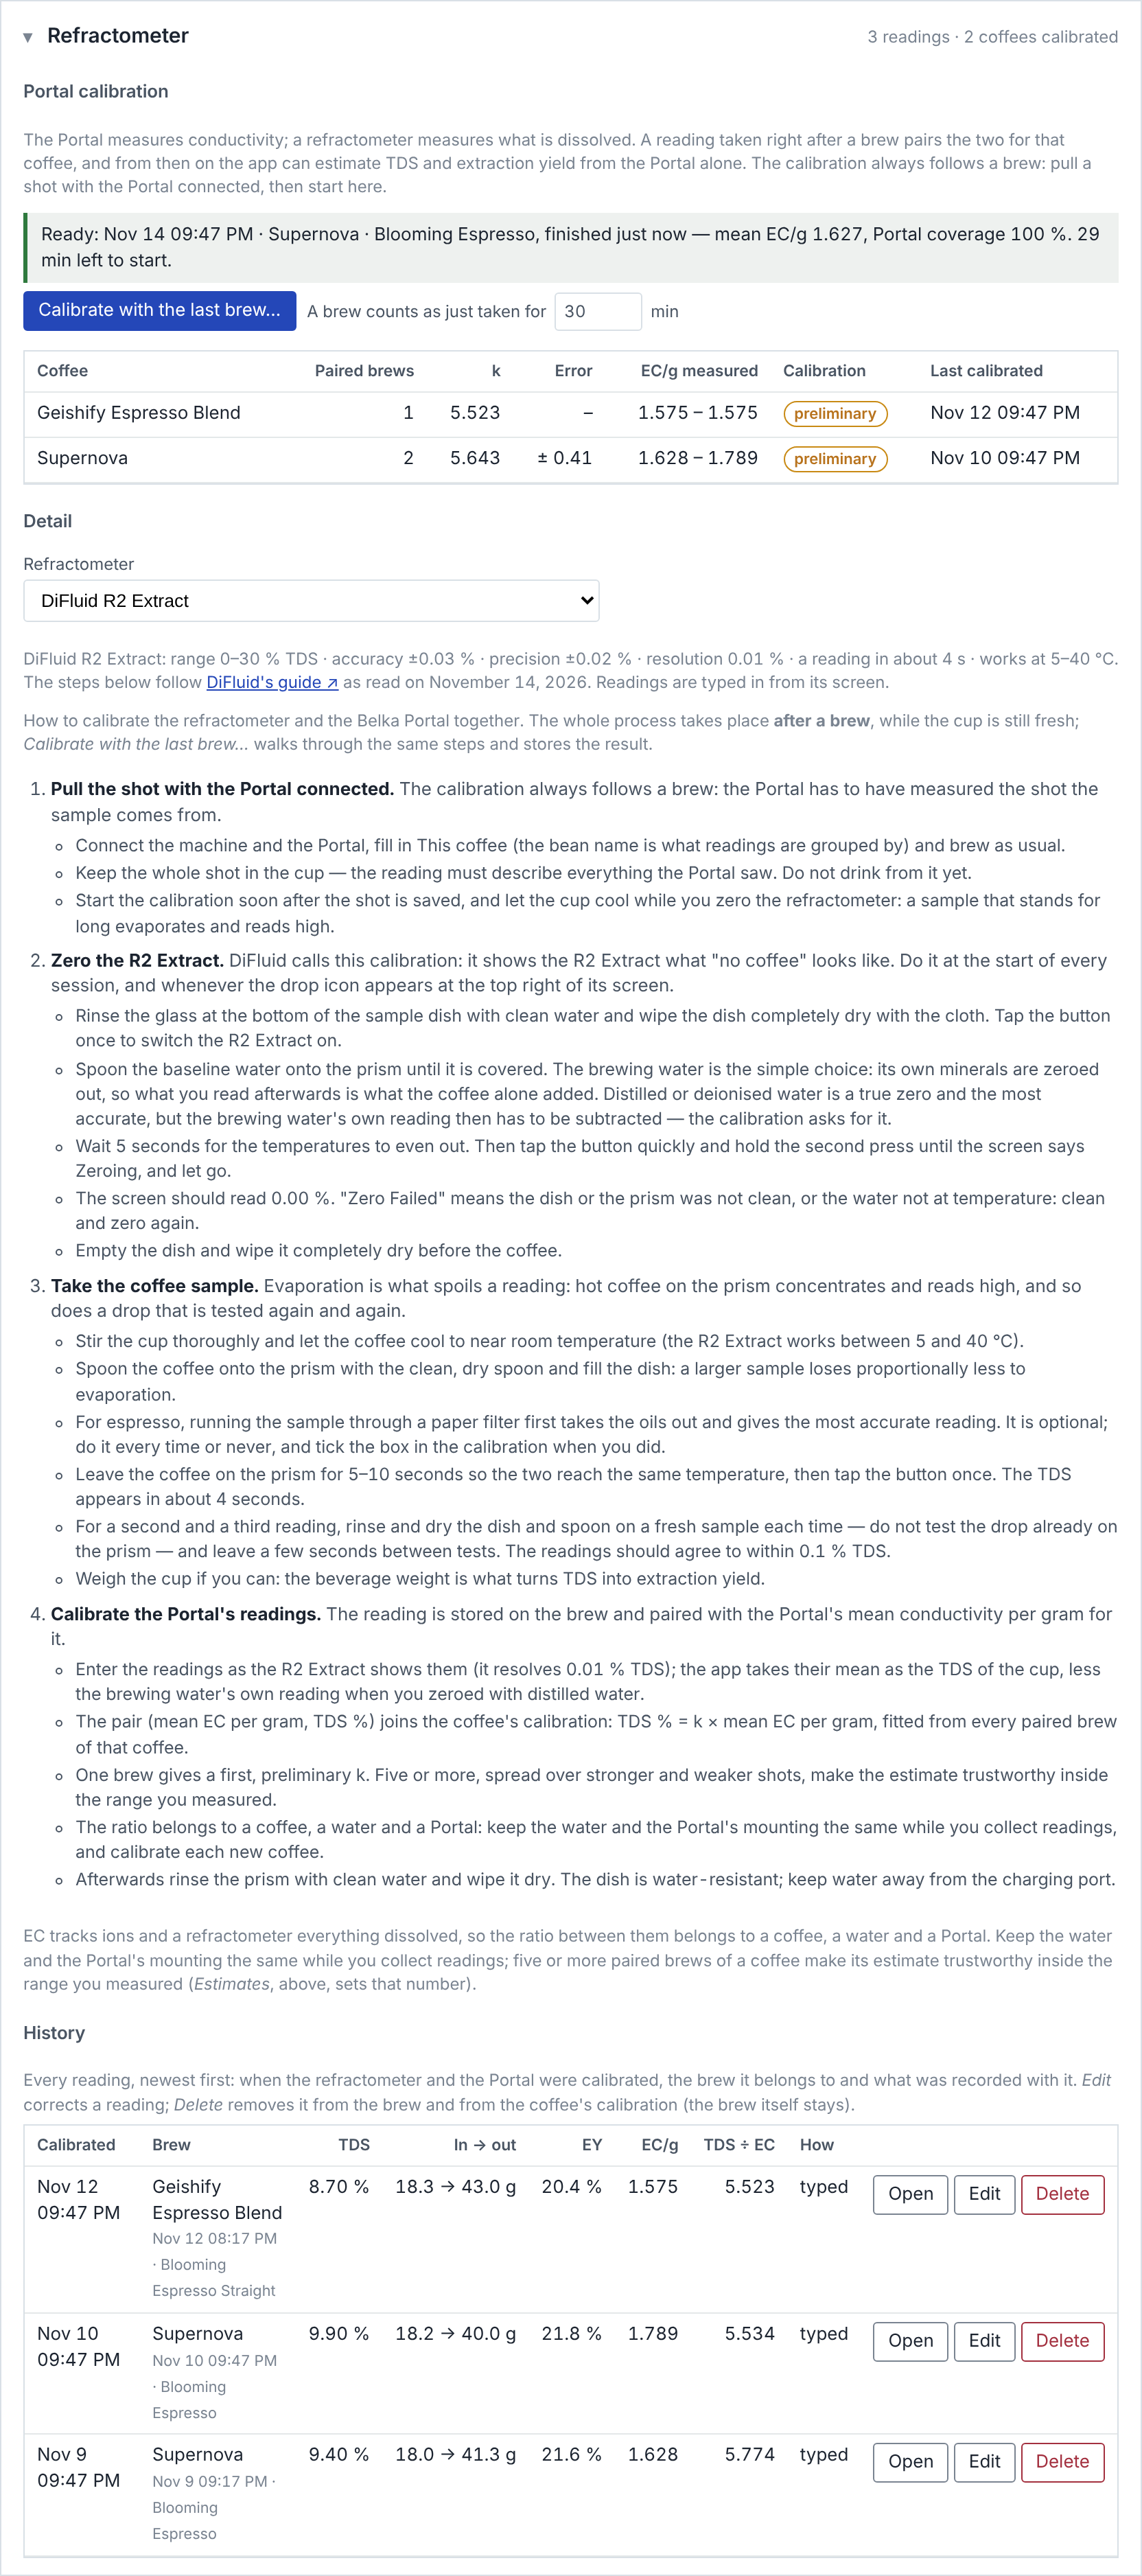 ▼ Refractometer 3 readings · 2 coffees calibrated
Portal calibration
The Portal measures conductivity; a refractometer measures what is dissolved. A reading taken right after a brew pairs the two for that
coffee, and from then on the app can estimate TDS and extraction yield from the Portal alone. The calibration always follows a brew: pull a
shot with the Portal connected, then start here.
Ready: Nov 14 09:47 PM · Supernova · Blooming Espresso, finished just now — mean EC/g 1.627, Portal coverage 100 %. 29
min left to start.
Calibrate with the last brew... A brew counts as just taken for 30 min
Coffee Paired brews k Error EC/g measured Calibration Last calibrated
Geishify Espresso Blend 1 5.523 – 1.575 – 1.575 preliminary Nov 12 09:47 PM
Supernova 2 5.643 ± 0.41 1.628 – 1.789 preliminary Nov 10 09:47 PM
Detail
Refractometer
DiFluid R2 Extract
DiFluid R2 Extract: range 0–30 % TDS · accuracy ±0.03 % · precision ±0.02 % · resolution 0.01 % · a reading in about 4 s · works at 5–40 °C.
The steps below follow DiFluid's guide ↗ as read on November 14, 2026. Readings are typed in from its screen.
How to calibrate the refractometer and the Belka Portal together. The whole process takes place after a brew, while the cup is still fresh;
Calibrate with the last brew... walks through the same steps and stores the result.
1. Pull the shot with the Portal connected. The calibration always follows a brew: the Portal has to have measured the shot the
sample comes from.
◦ Connect the machine and the Portal, fill in This coffee (the bean name is what readings are grouped by) and brew as usual.
◦ Keep the whole shot in the cup — the reading must describe everything the Portal saw. Do not drink from it yet.
◦ Start the calibration soon after the shot is saved, and let the cup cool while you zero the refractometer: a sample that stands for
long evaporates and reads high.
2. Zero the R2 Extract. DiFluid calls this calibration: it shows the R2 Extract what "no coffee" looks like. Do it at the start of every
session, and whenever the drop icon appears at the top right of its screen.
◦ Rinse the glass at the bottom of the sample dish with clean water and wipe the dish completely dry with the cloth. Tap the button
once to switch the R2 Extract on.
◦ Spoon the baseline water onto the prism until it is covered. The brewing water is the simple choice: its own minerals are zeroed
out, so what you read afterwards is what the coffee alone added. Distilled or deionised water is a true zero and the most
accurate, but the brewing water's own reading then has to be subtracted — the calibration asks for it.
◦ Wait 5 seconds for the temperatures to even out. Then tap the button quickly and hold the second press until the screen says
Zeroing, and let go.
◦ The screen should read 0.00 %. "Zero Failed" means the dish or the prism was not clean, or the water not at temperature: clean
and zero again.
◦ Empty the dish and wipe it completely dry before the coffee.
3. Take the coffee sample. Evaporation is what spoils a reading: hot coffee on the prism concentrates and reads high, and so
does a drop that is tested again and again.
◦ Stir the cup thoroughly and let the coffee cool to near room temperature (the R2 Extract works between 5 and 40 °C).
◦ Spoon the coffee onto the prism with the clean, dry spoon and fill the dish: a larger sample loses proportionally less to
evaporation.
◦ For espresso, running the sample through a paper filter first takes the oils out and gives the most accurate reading. It is optional;
do it every time or never, and tick the box in the calibration when you did.
◦ Leave the coffee on the prism for 5–10 seconds so the two reach the same temperature, then tap the button once. The TDS
appears in about 4 seconds.
◦ For a second and a third reading, rinse and dry the dish and spoon on a fresh sample each time — do not test the drop already on
the prism — and leave a few seconds between tests. The readings should agree to within 0.1 % TDS.
◦ Weigh the cup if you can: the beverage weight is what turns TDS into extraction yield.
4. Calibrate the Portal's readings. The reading is stored on the brew and paired with the Portal's mean conductivity per gram for
it.
◦ Enter the readings as the R2 Extract shows them (it resolves 0.01 % TDS); the app takes their mean as the TDS of the cup, less
the brewing water's own reading when you zeroed with distilled water.
◦ The pair (mean EC per gram, TDS %) joins the coffee's calibration: TDS % = k × mean EC per gram, fitted from every paired brew
of that coffee.
◦ One brew gives a first, preliminary k. Five or more, spread over stronger and weaker shots, make the estimate trustworthy inside
the range you measured.
◦ The ratio belongs to a coffee, a water and a Portal: keep the water and the Portal's mounting the same while you collect readings,
and calibrate each new coffee.
◦ Afterwards rinse the prism with clean water and wipe it dry. The dish is water-resistant; keep water away from the charging port.
EC tracks ions and a refractometer everything dissolved, so the ratio between them belongs to a coffee, a water and a Portal. Keep the water
and the Portal's mounting the same while you collect readings; five or more paired brews of a coffee make its estimate trustworthy inside the
range you measured (Estimates, above, sets that number).
History
Every reading, newest first: when the refractometer and the Portal were calibrated, the brew it belongs to and what was recorded with it. Edit
corrects a reading; Delete removes it from the brew and from the coffee's calibration (the brew itself stays).
Calibrated Brew TDS In → out EY EC/g TDS ÷ EC How
Nov 12 Geishify 8.70 % 18.3 → 43.0 g 20.4 % 1.575 5.523 typed Open Edit Delete
09:47 PM Espresso Blend
Nov 12 08:17 PM
· Blooming
Espresso Straight
Nov 10 Supernova 9.90 % 18.2 → 40.0 g 21.8 % 1.789 5.534 typed Open Edit Delete
09:47 PM Nov 10 09:47 PM
· Blooming
Espresso
Nov 9 Supernova 9.40 % 18.0 → 41.3 g 21.6 % 1.628 5.774 typed Open Edit Delete
09:47 PM Nov 9 09:17 PM ·
Blooming
Espresso